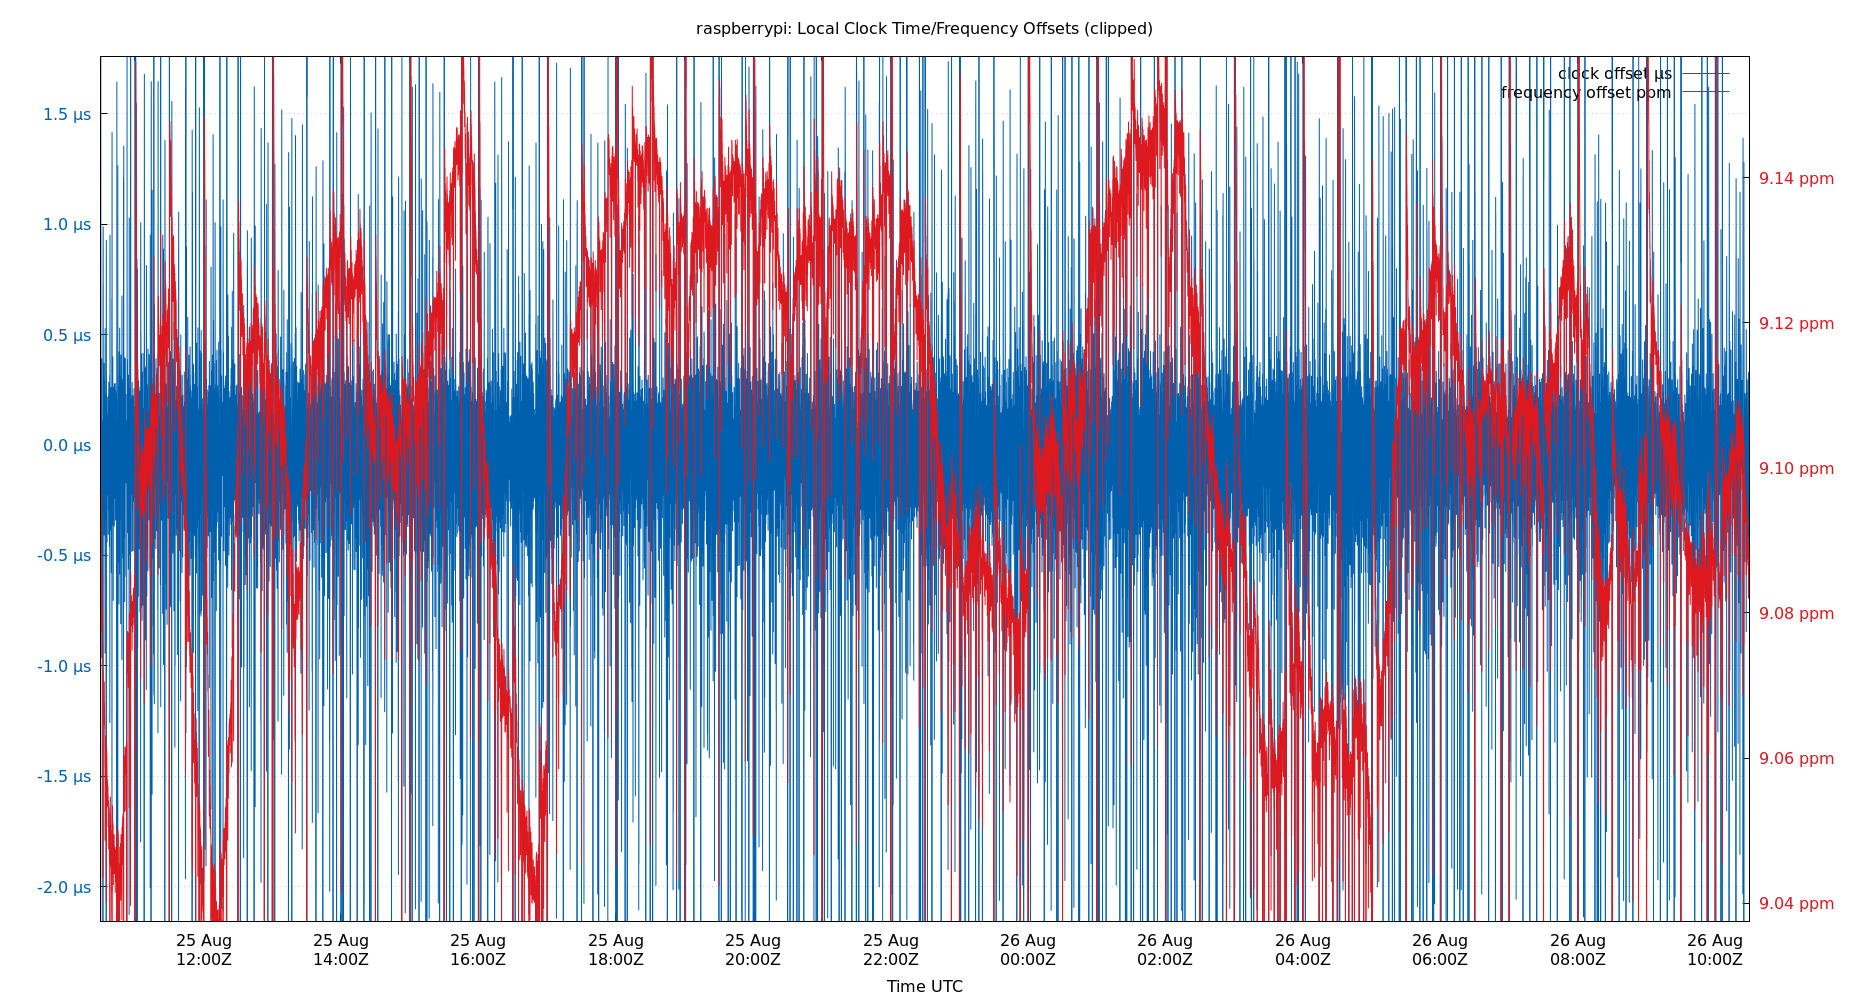 raspberrypi: Local Clock Time/Frequency Offsets (clipped)
clock offset µs
frequency offset ppm
1.5 µs
1.0 µs
0.5 µs
0.0 µs
-0.5 µs
-1.0 µs
-1.5 µs
-2.0 µs
9.14 ppm
9.12 ppm
9.10 ppm
9.08 ppm
9.06 ppm
9.04 ppm
25 Aug 25 Aug 25 Aug 25 Aug 25 Aug 25 Aug 26 Aug 26 Aug 26 Aug 26 Aug 26 Aug 26 Aug
12:00Z 14:00Z 16:00Z 18:00Z 20:00Z 22:00Z 00:00Z 02:00Z 04:00Z 06:00Z 08:00Z 10:00Z
Time UTC